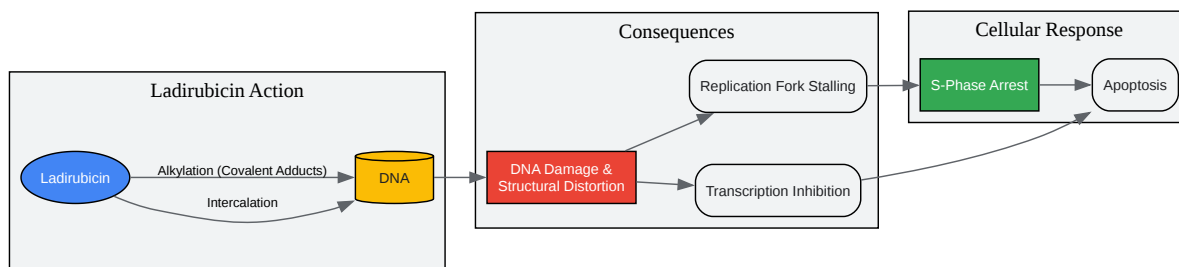 Ladirubicin Action
Ladirubicin
Alkylation (Covalent Adducts)
Intercalation
DNA
Consequences
DNA Damage &
Structural Distortion
Replication Fork Stalling
Transcription Inhibition
Cellular Response
S-Phase Arrest
Apoptosis